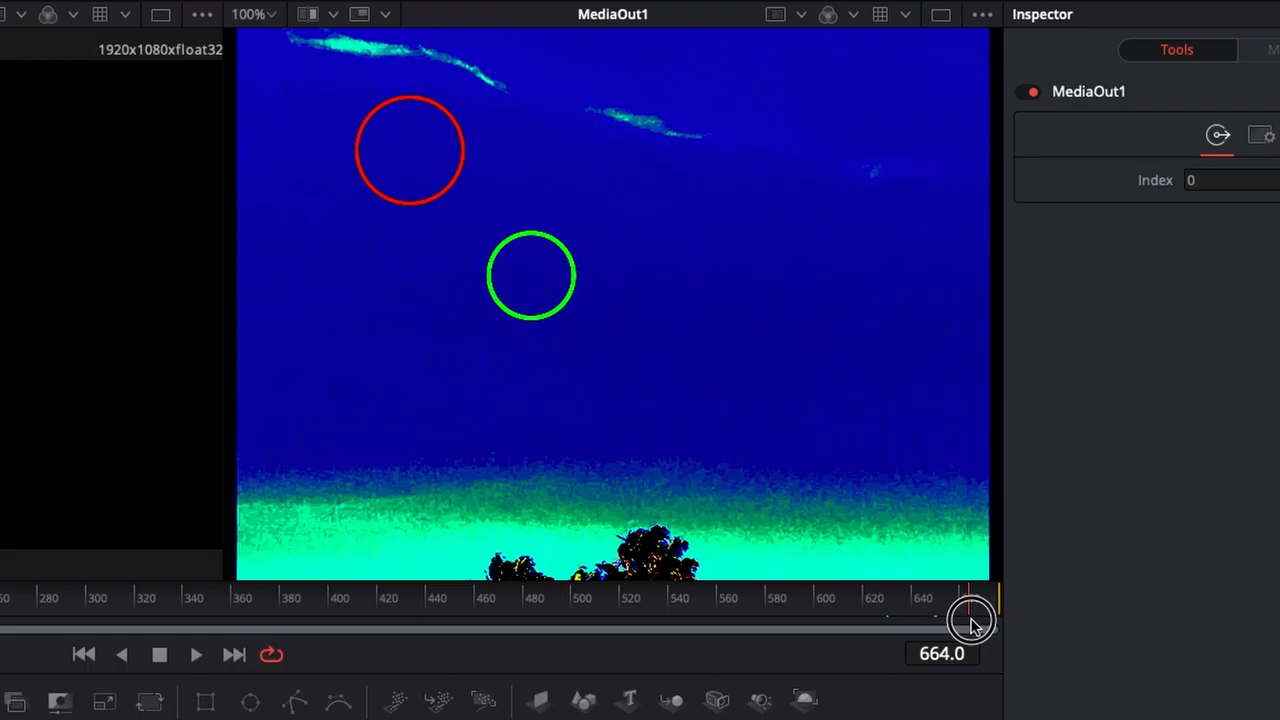 100%
MediaOut1
Inspector
1920x1080xfloat32
Tools
MediaOut1
Index 0
280 300 320 340 360 380 400 420 440 460 480 500 520 540 560 580 600 620 640
664.0